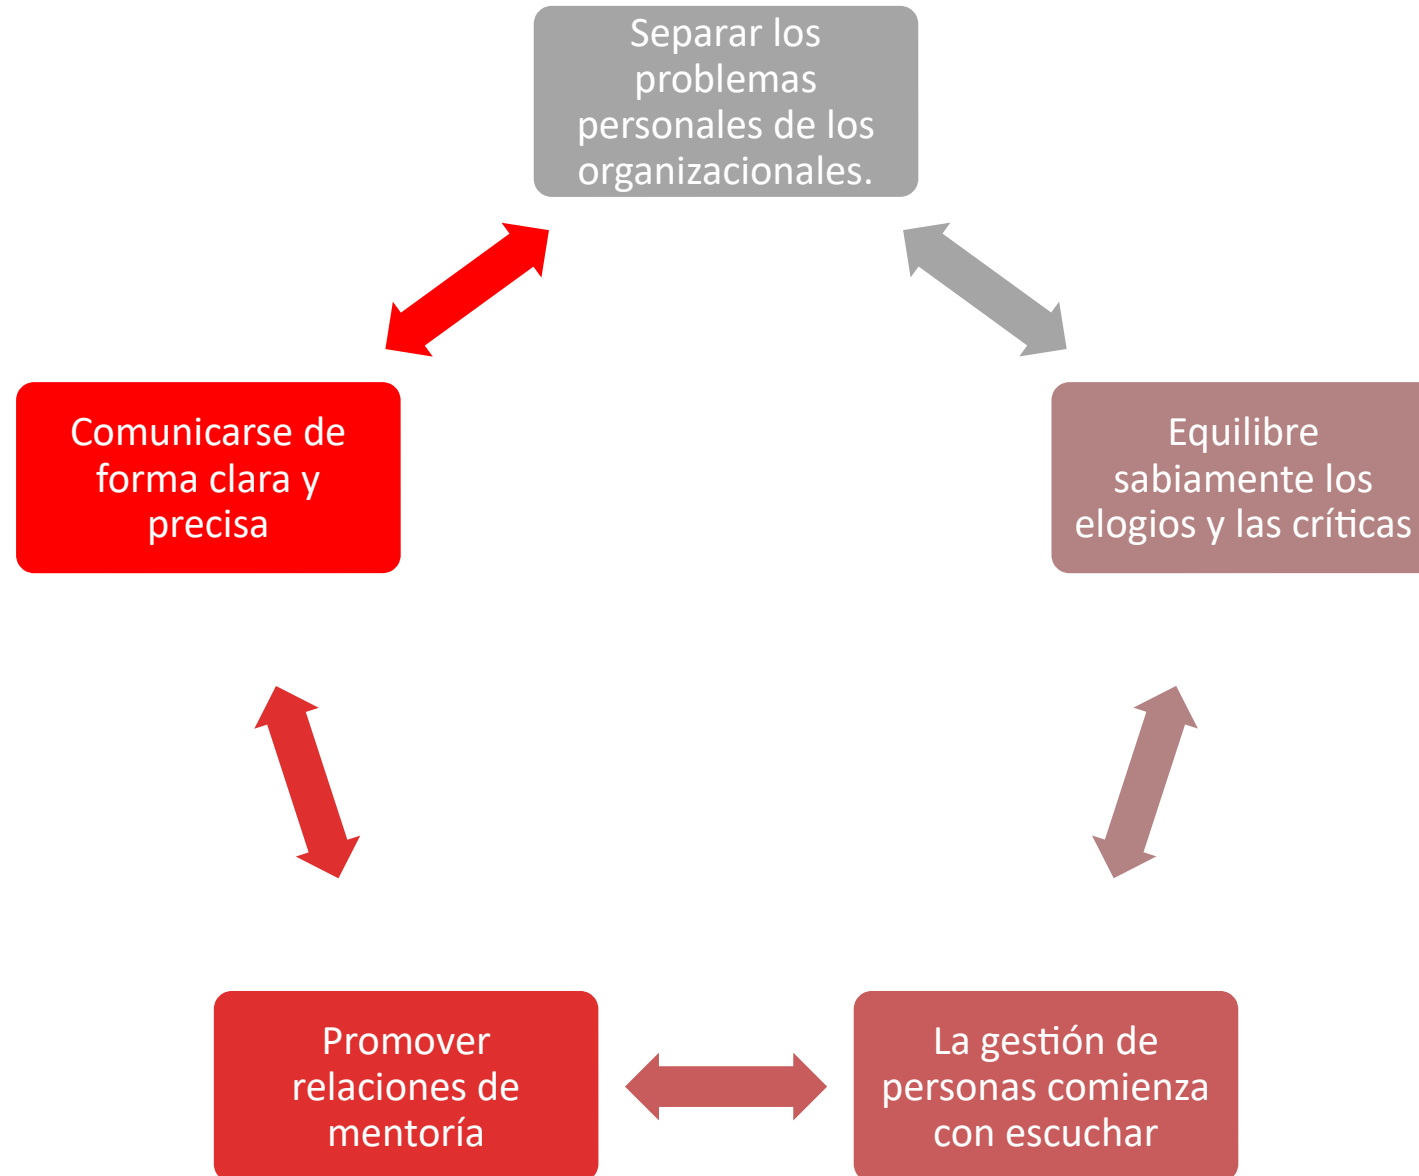 Separar los
problemas
personales de los
organizacionales.
Comunicarse de
forma clara y
precisa
Equilibre
sabiamente los
elogios y las críticas
Promover
relaciones de
mentoría
La gestión de
personas comienza
con escuchar